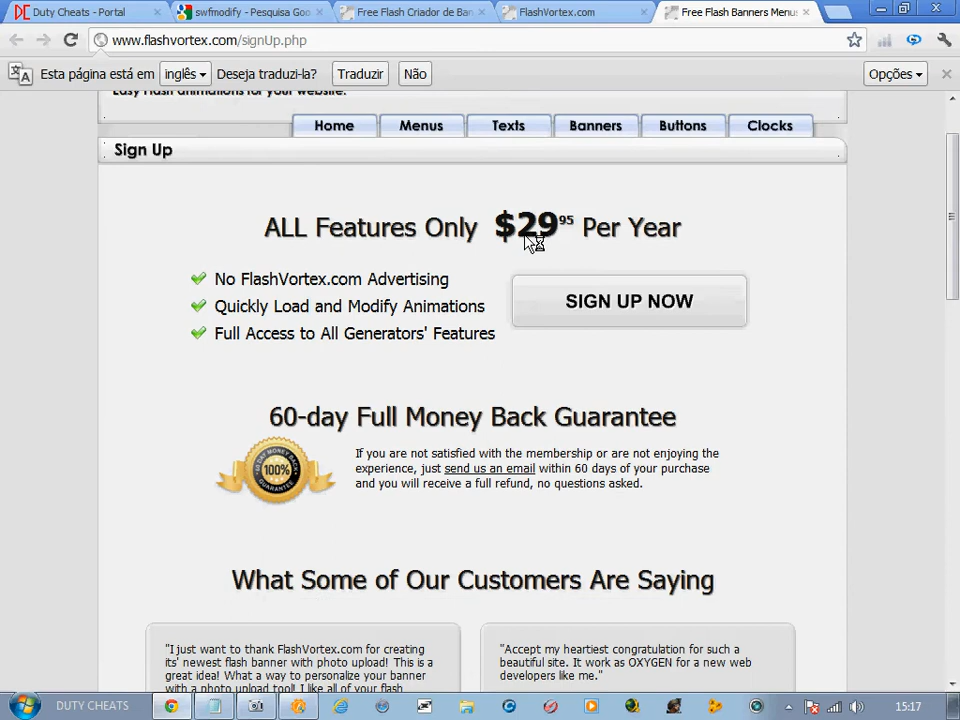 Duty Cheats - Portal
swfmodify - Pesquisa Goo
Free Flash Criador de Ban
FlashVortex.com
Free Flash Banners Menus
www.flashvortex.com/signUp.php
Esta página está em
inglês
Deseja traduzi-la?
Traduzir
Não
Opções
Easy Flash animations for your website.
Home
Menus
Texts
Banners
Buttons
Clocks
Sign Up
ALL Features Only $29 95 Per Year
No FlashVortex.com Advertising
Quickly Load and Modify Animations
Full Access to All Generators' Features
SIGN UP NOW
60-day Full Money Back Guarantee
100%
If you are not satisfied with the membership or are not enjoying the
experience, just send us an email within 60 days of your purchase
and you will receive a full refund, no questions asked.
What Some of Our Customers Are Saying
"I just want to thank FlashVortex.com for creating
its' newest flash banner with photo upload! This is a
great idea! What a way to personalize your banner
with a photo upload tool! I like all of your flash
"Accept my heartiest congratulation for such a
beautiful site. It work as OXYGEN for a new web
developers like me."
DUTY CHEATS
15:17